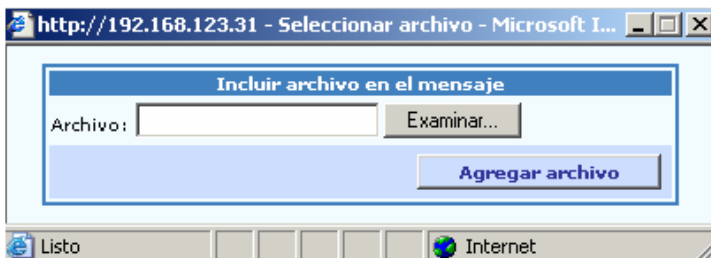 http://192.168.123.31 - Seleccionar archivo - Microsoft I...
Incluir archivo en el mensaje
Archivo: Examinar...
Agregar archivo
Listo Internet